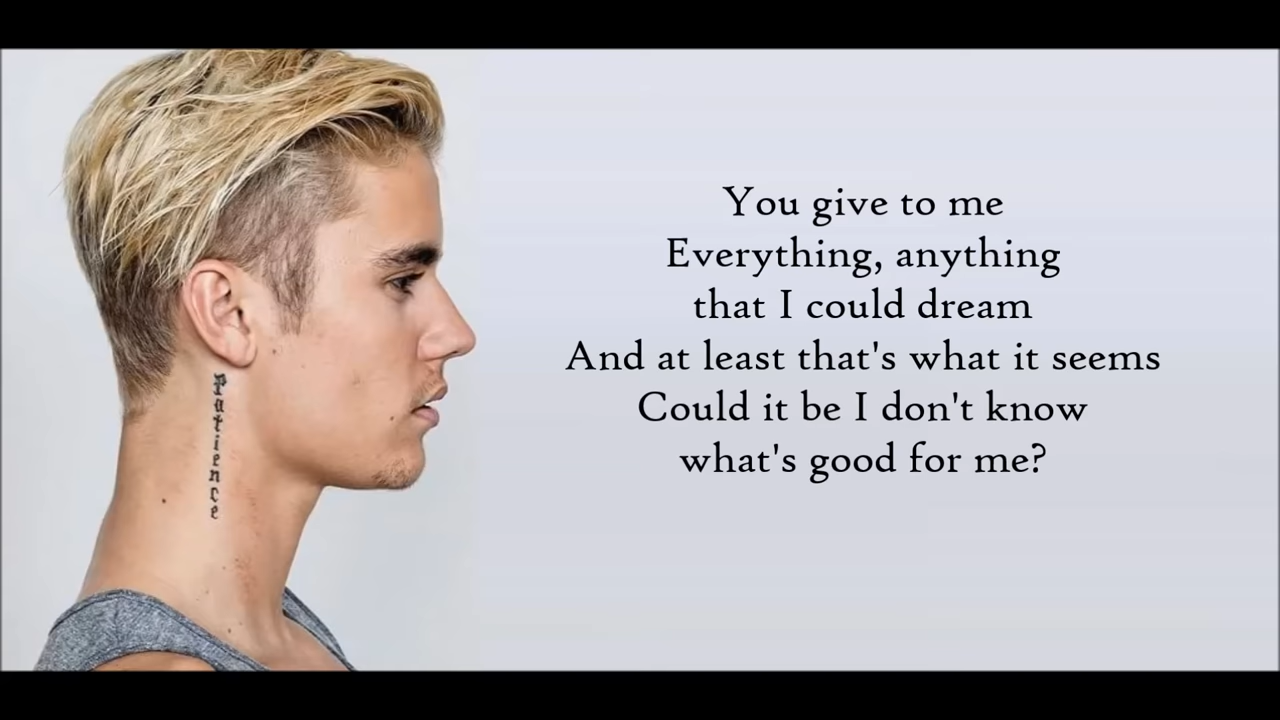 patience
You give to me
Everything, anything
that I could dream
And at least that's what it seems
Could it be I don't know
what's good for me?